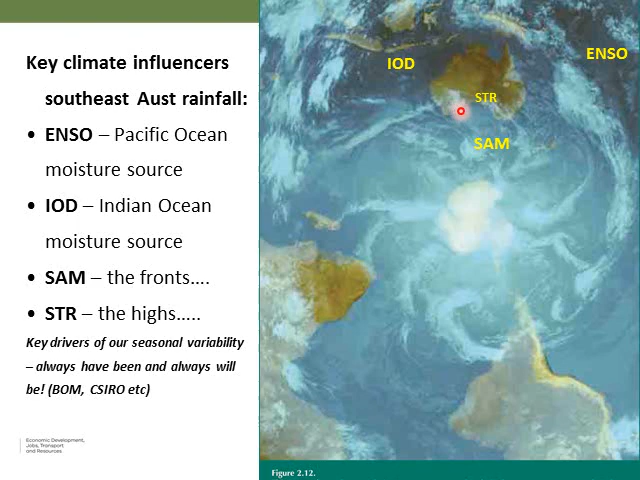 Key climate influencers
southeast Aust rainfall:
• ENSO – Pacific Ocean
moisture source
• IOD – Indian Ocean
moisture source
• SAM – the fronts….
• STR – the highs…..
Key drivers of our seasonal variability
– always have been and always will
be! (BOM, CSIRO etc)
Economic Development,
Jobs, Transport
and Resources
IOD
ENSO
STR
SAM
Figure 2.12.